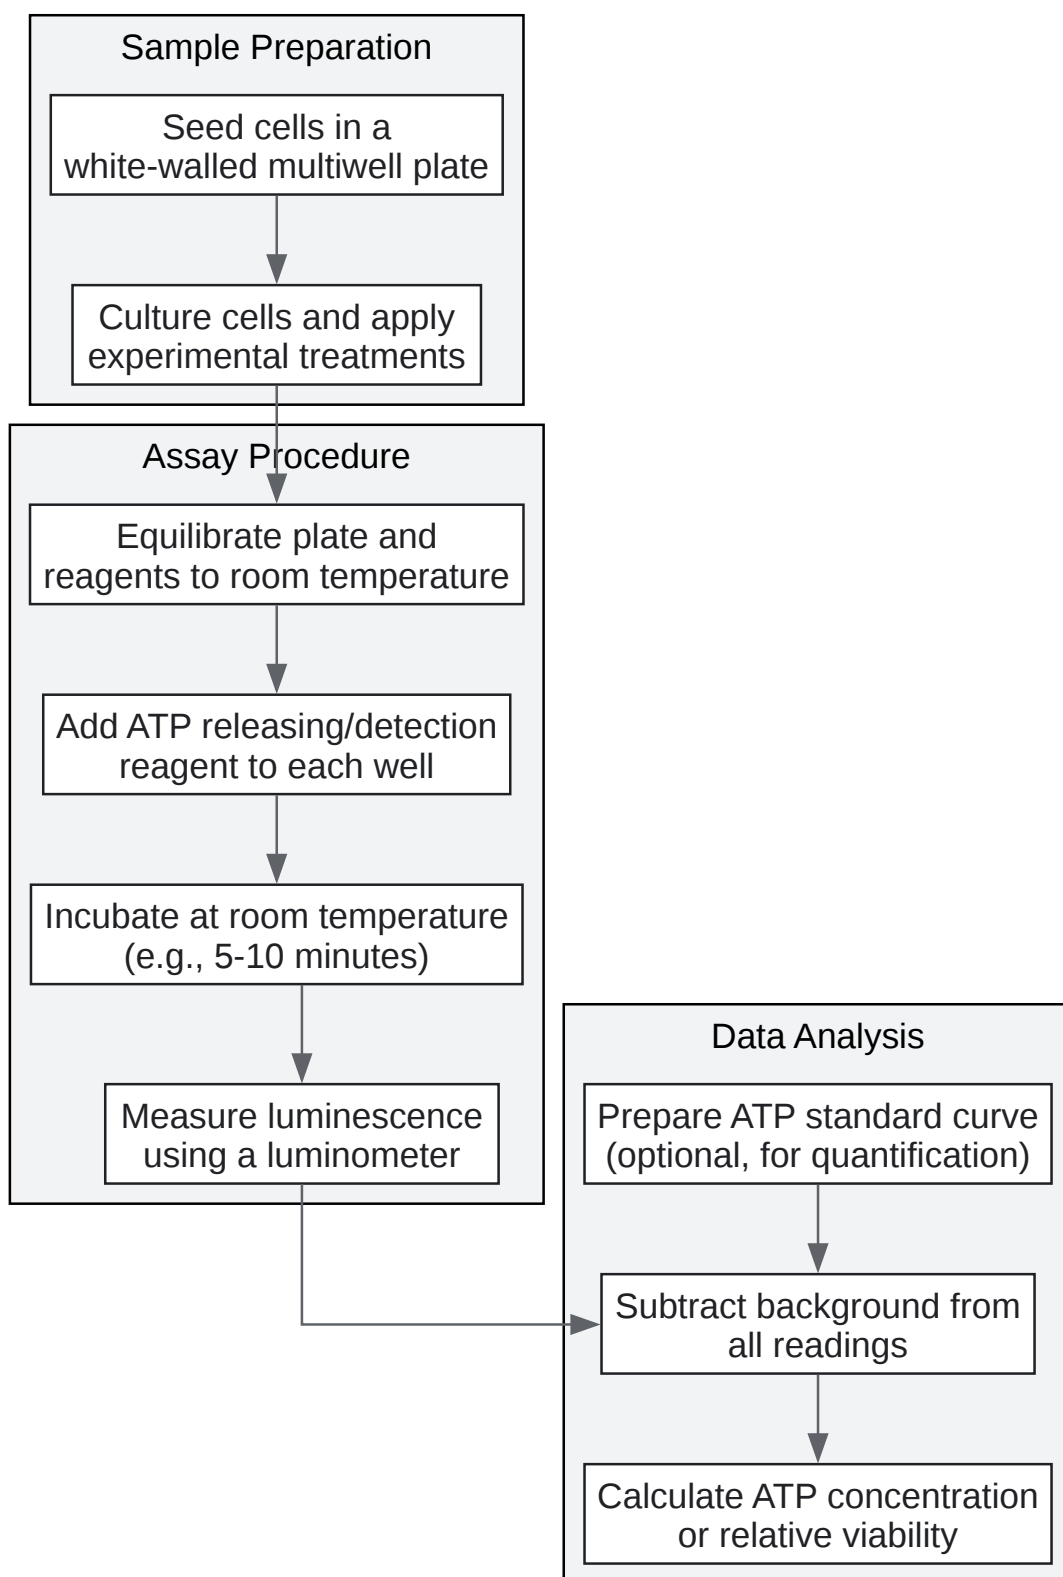 Sample Preparation
Seed cells in a
white-walled multiwell plate
Culture cells and apply
experimental treatments
Assay Procedure
Equilibrate plate and
reagents to room temperature
Add ATP releasing/detection
reagent to each well
Incubate at room temperature
(e.g., 5-10 minutes)
Measure luminescence
using a luminometer
Data Analysis
Prepare ATP standard curve
(optional, for quantification)
Subtract background from
all readings
Calculate ATP concentration
or relative viability